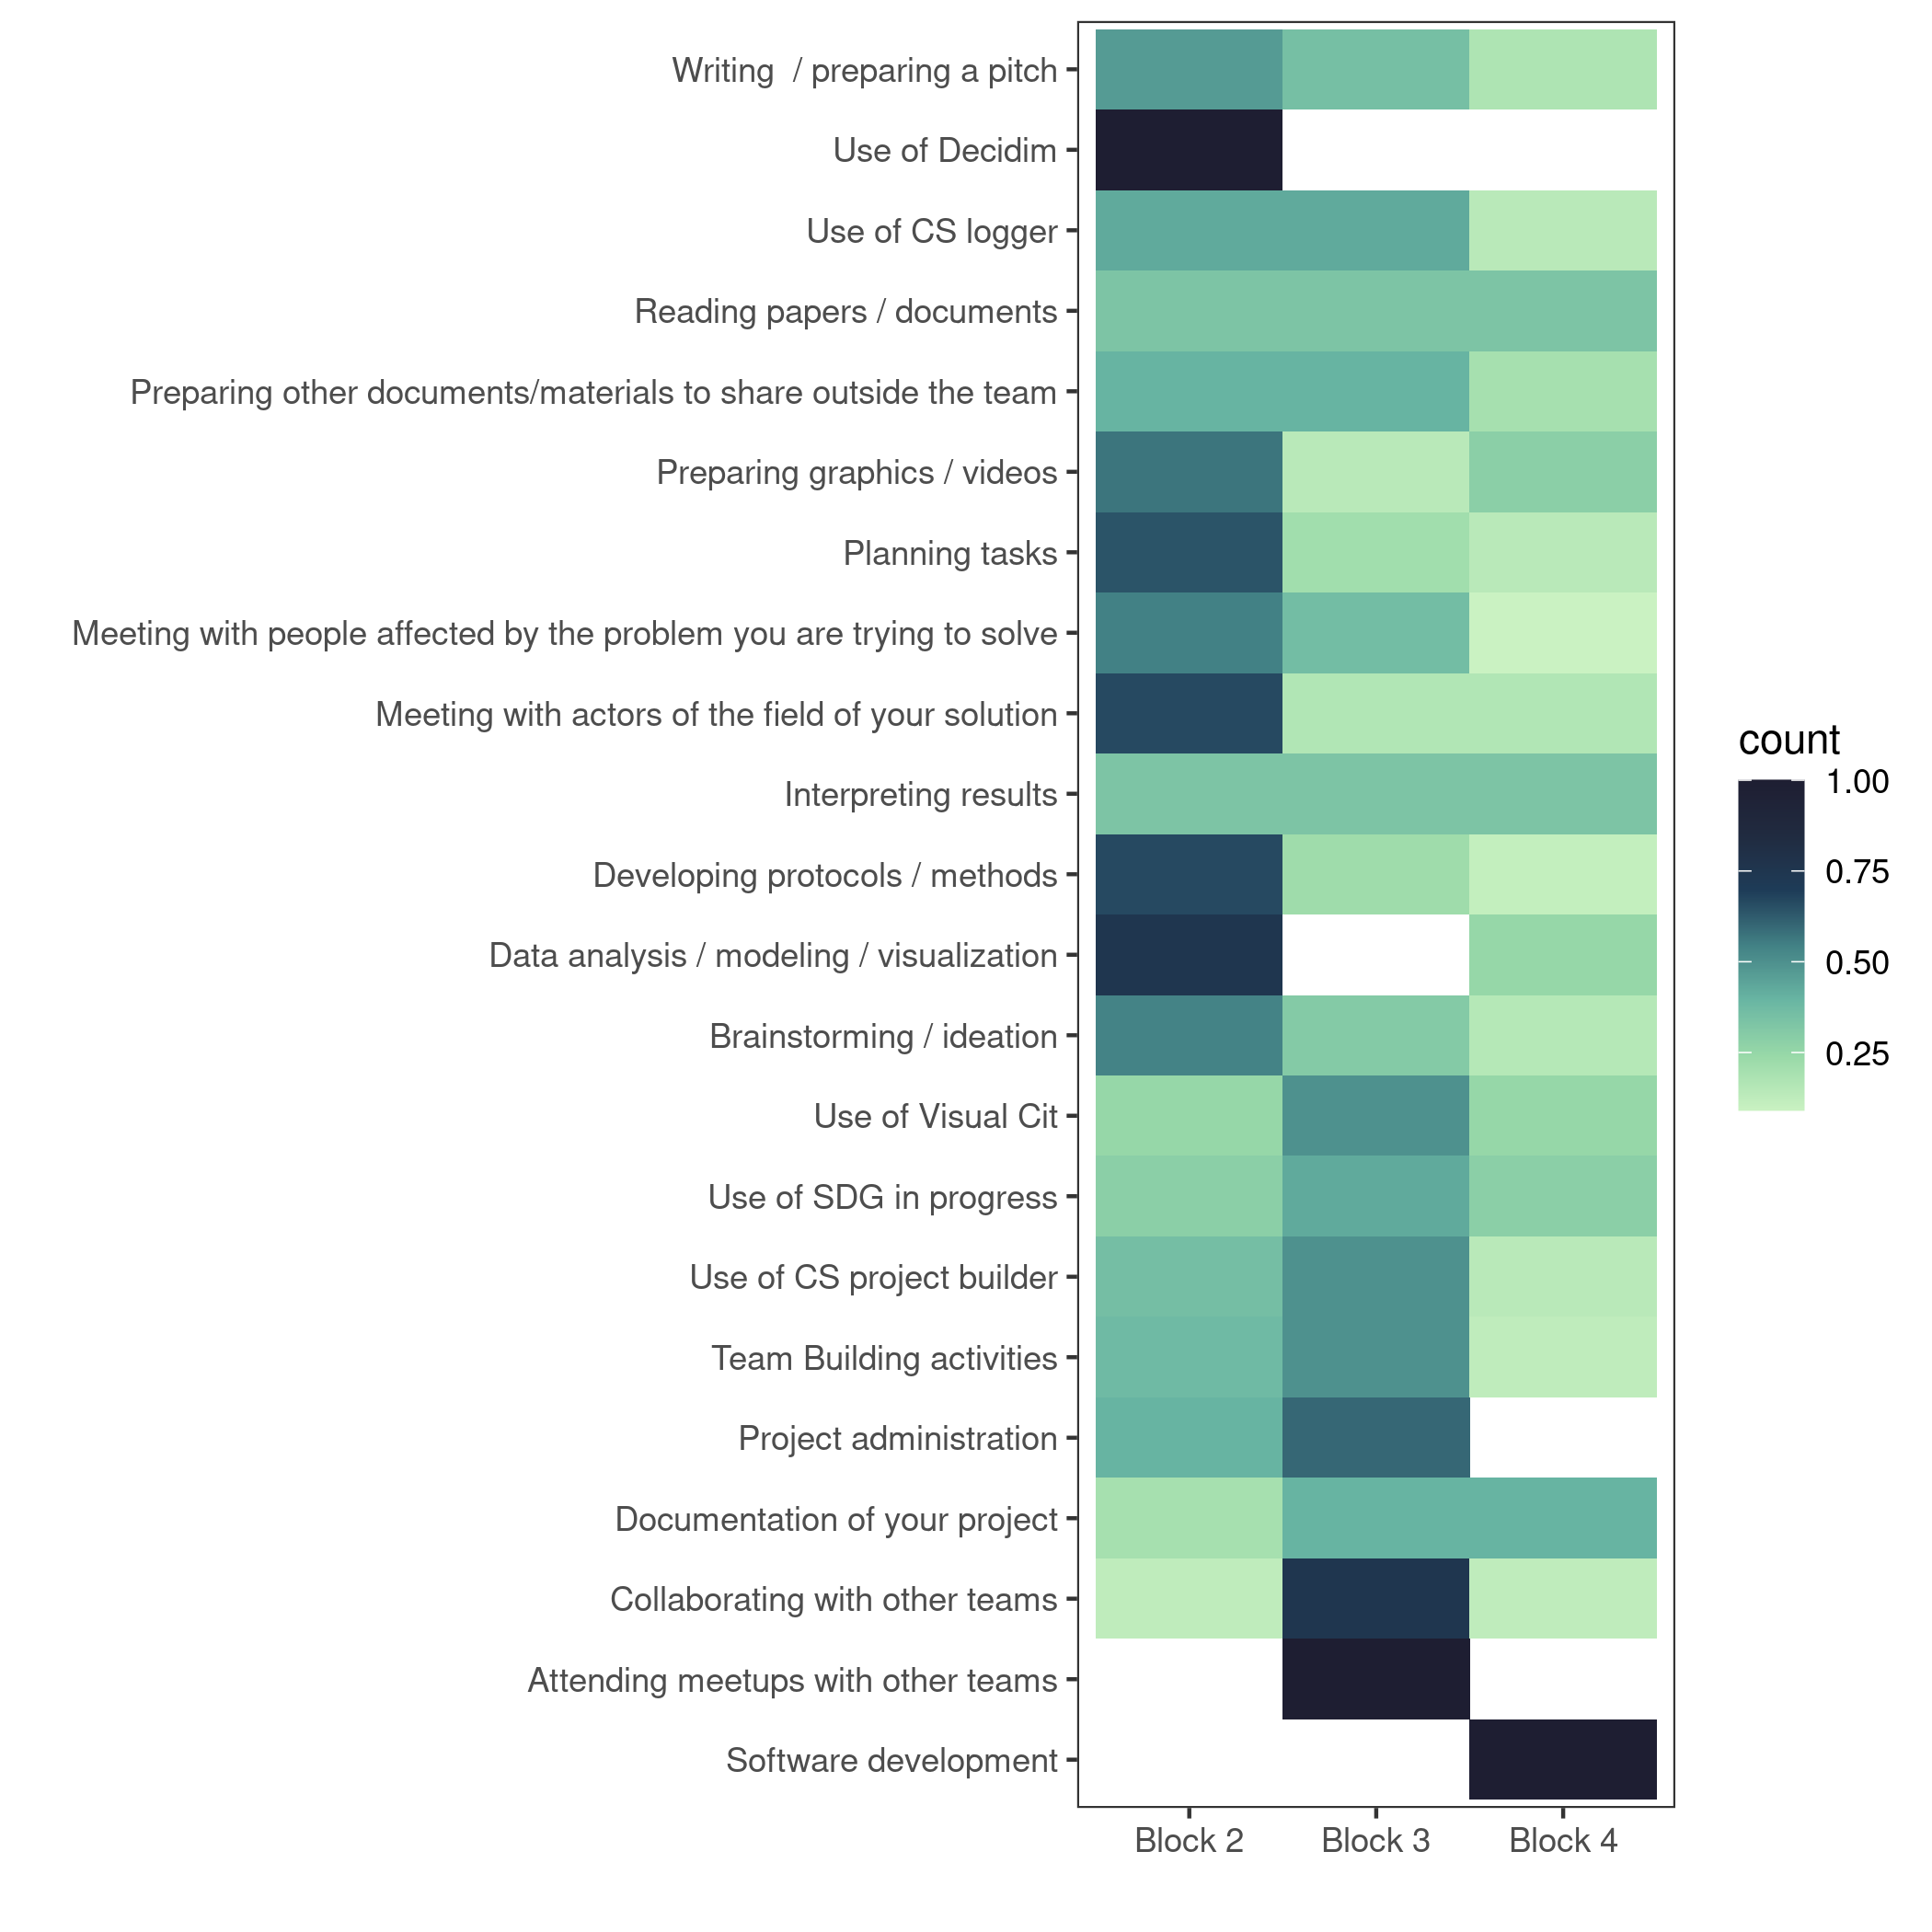 Writing  / preparing a pitch
Use of Decidim
Use of CS logger
Reading papers / documents
Preparing other documents/materials to share outside the team
Preparing graphics / videos
Planning tasks
Meeting with people affected by the problem you are trying to solve
Meeting with actors of the field of your solution
Interpreting results
Developing protocols / methods
Data analysis / modeling / visualization
Brainstorming / ideation
Use of Visual Cit
Use of SDG in progress
Use of CS project builder
Team Building activities
Project administration
Documentation of your project
Collaborating with other teams
Attending meetups with other teams
Software development
Block 2
Block 3
Block 4
count
1.00
0.75
0.50
0.25